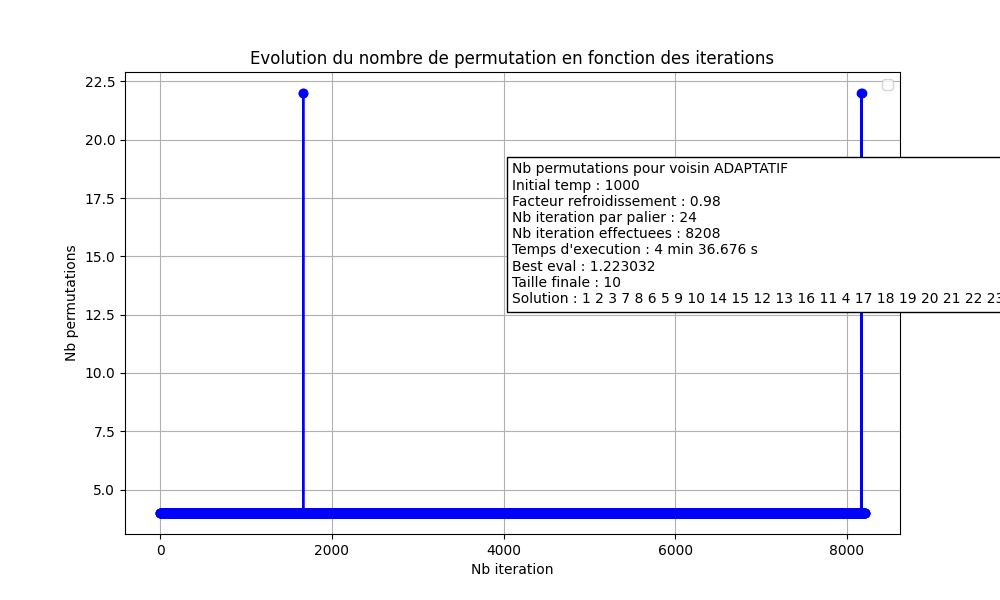 Evolution du nombre de permutation en fonction des iterations
22.5
20.0
17.5
15.0
12.5
10.0
7.5
5.0
Nb permutations
Nb permutations pour voisin ADAPTATIF
Initial temp : 1000
Facteur refroidissement : 0.98
Nb iteration par palier : 24
Nb iteration effectuees : 8208
Temps d'execution : 4 min 36.676 s
Best eval : 1.223032
Taille finale : 10
Solution : 1 2 3 7 8 6 5 9 10 14 15 12 13 16 11 4 17 18 19 20 21 22 23
0 2000 4000 6000 8000
Nb iteration